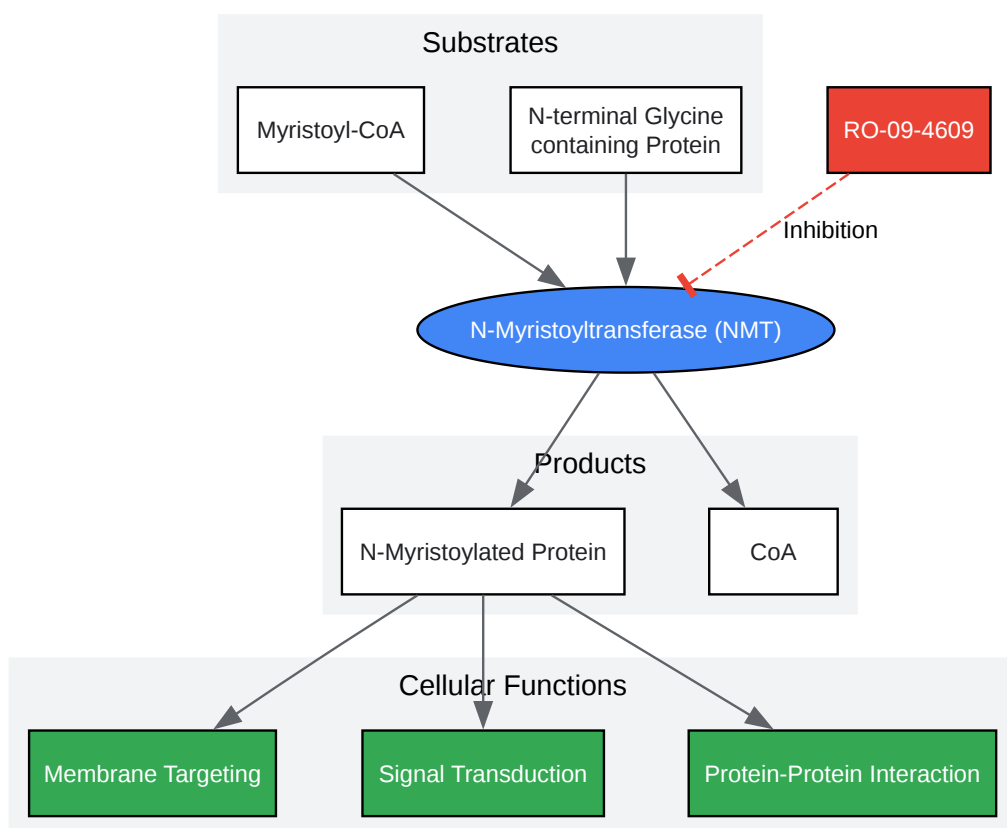 Substrates
Myristoyl-CoA
N-terminal Glycine
containing Protein
RO-09-4609
Inhibition
N-Myristoyltransferase (NMT)
Products
N-Myristoylated Protein
CoA
Cellular Functions
Membrane Targeting
Signal Transduction
Protein-Protein Interaction